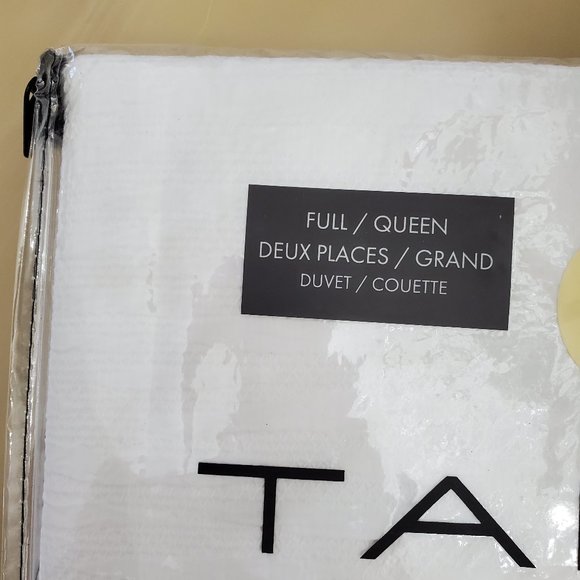 FULL / QUEEN
DEUX PLACES / GRAND
DUVET / COUETTE
TA